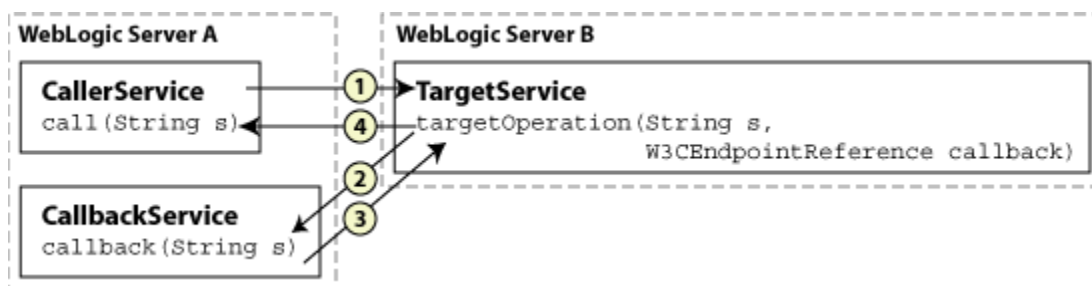 WebLogic Server A
WebLogic Server B
CallerService
call(String s)
1
TargetService
4
targetOperation(String s,
W3CEndpointReference callback)
2
CallbackService
callback(String s)
3